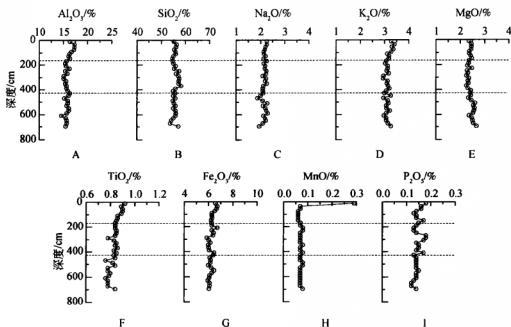 Al₂O₃/% SiO₂/% Na₂O/% K₂O/% MgO/%
10 15 20 25 40 50 60 70 1 2 3 4 1 2 3 4 1 2 3 4
0
200
400
600
800
深度/cm
A B C D E
TiO₂/% Fe₂O₃/% MnO/% P₂O₅/%
0.6 0.8 1.0 1.2 4 6 8 10 0.0 0.1 0.2 0.3 0.0 0.1 0.2 0.3
0
200
400
600
800
深度/cm
F G H I